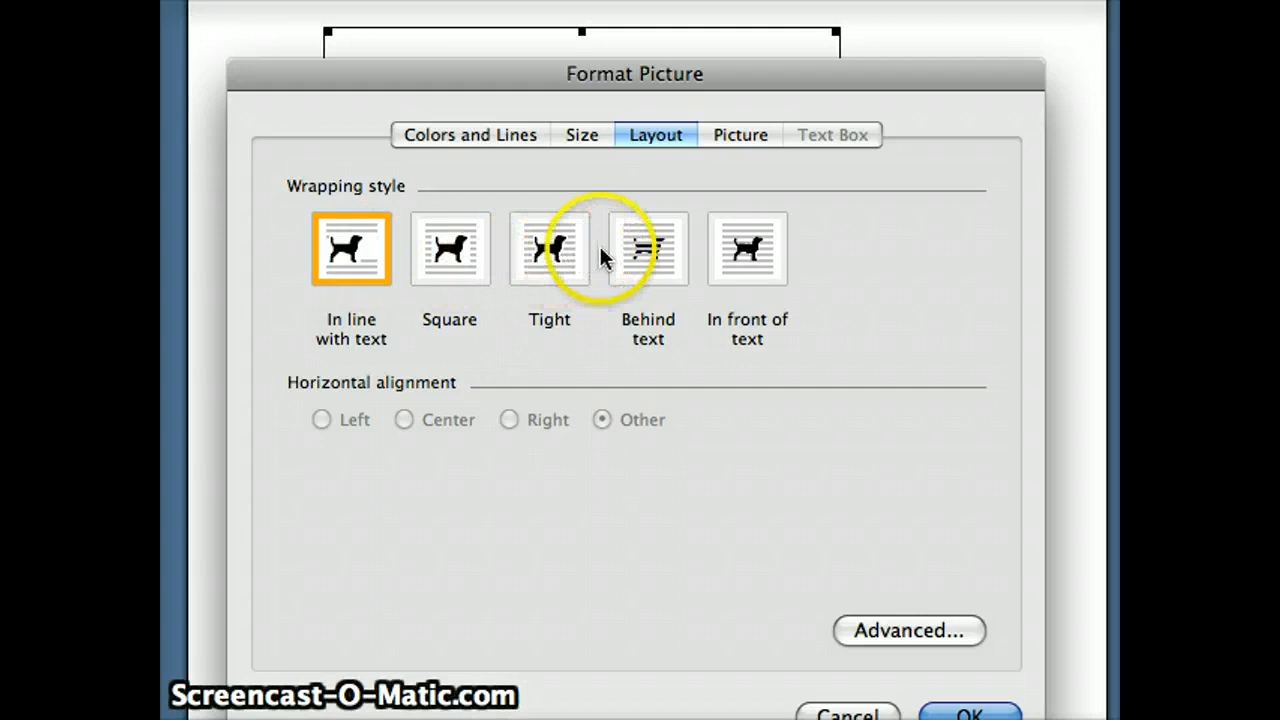 Format Picture
Colors and Lines Size Layout Picture Text Box
Wrapping style
In line with text Square Tight Behind text In front of text
Horizontal alignment
Left Center Right Other
Advanced...
Cancel OK
Screencast-O-Matic.com